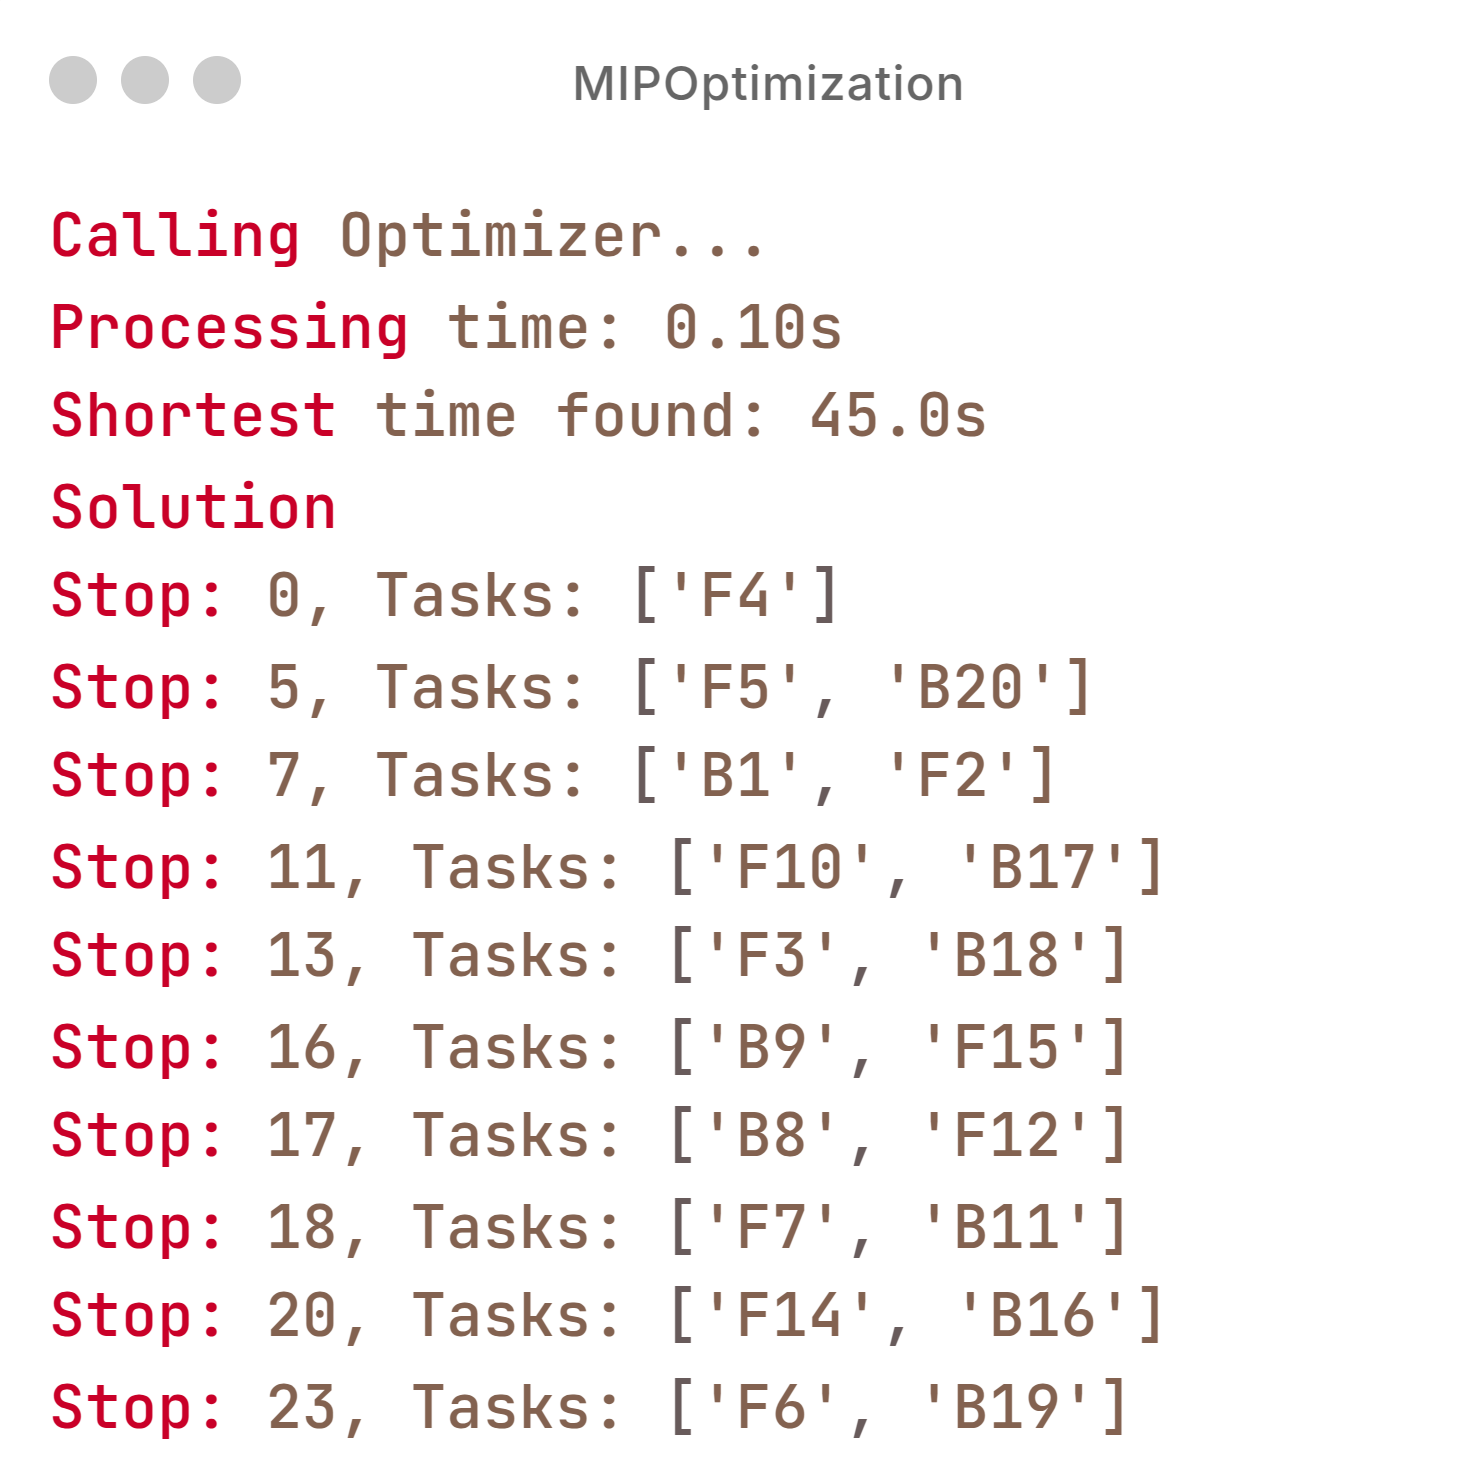 MIPOptimization
Calling Optimizer...
Processing time: 0.10s
Shortest time found: 45.0s
Solution
Stop: 0, Tasks: ['F4']
Stop: 5, Tasks: ['F5', 'B20']
Stop: 7, Tasks: ['B1', 'F2']
Stop: 11, Tasks: ['F10', 'B17']
Stop: 13, Tasks: ['F3', 'B18']
Stop: 16, Tasks: ['B9', 'F15']
Stop: 17, Tasks: ['B8', 'F12']
Stop: 18, Tasks: ['F7', 'B11']
Stop: 20, Tasks: ['F14', 'B16']
Stop: 23, Tasks: ['F6', 'B19']